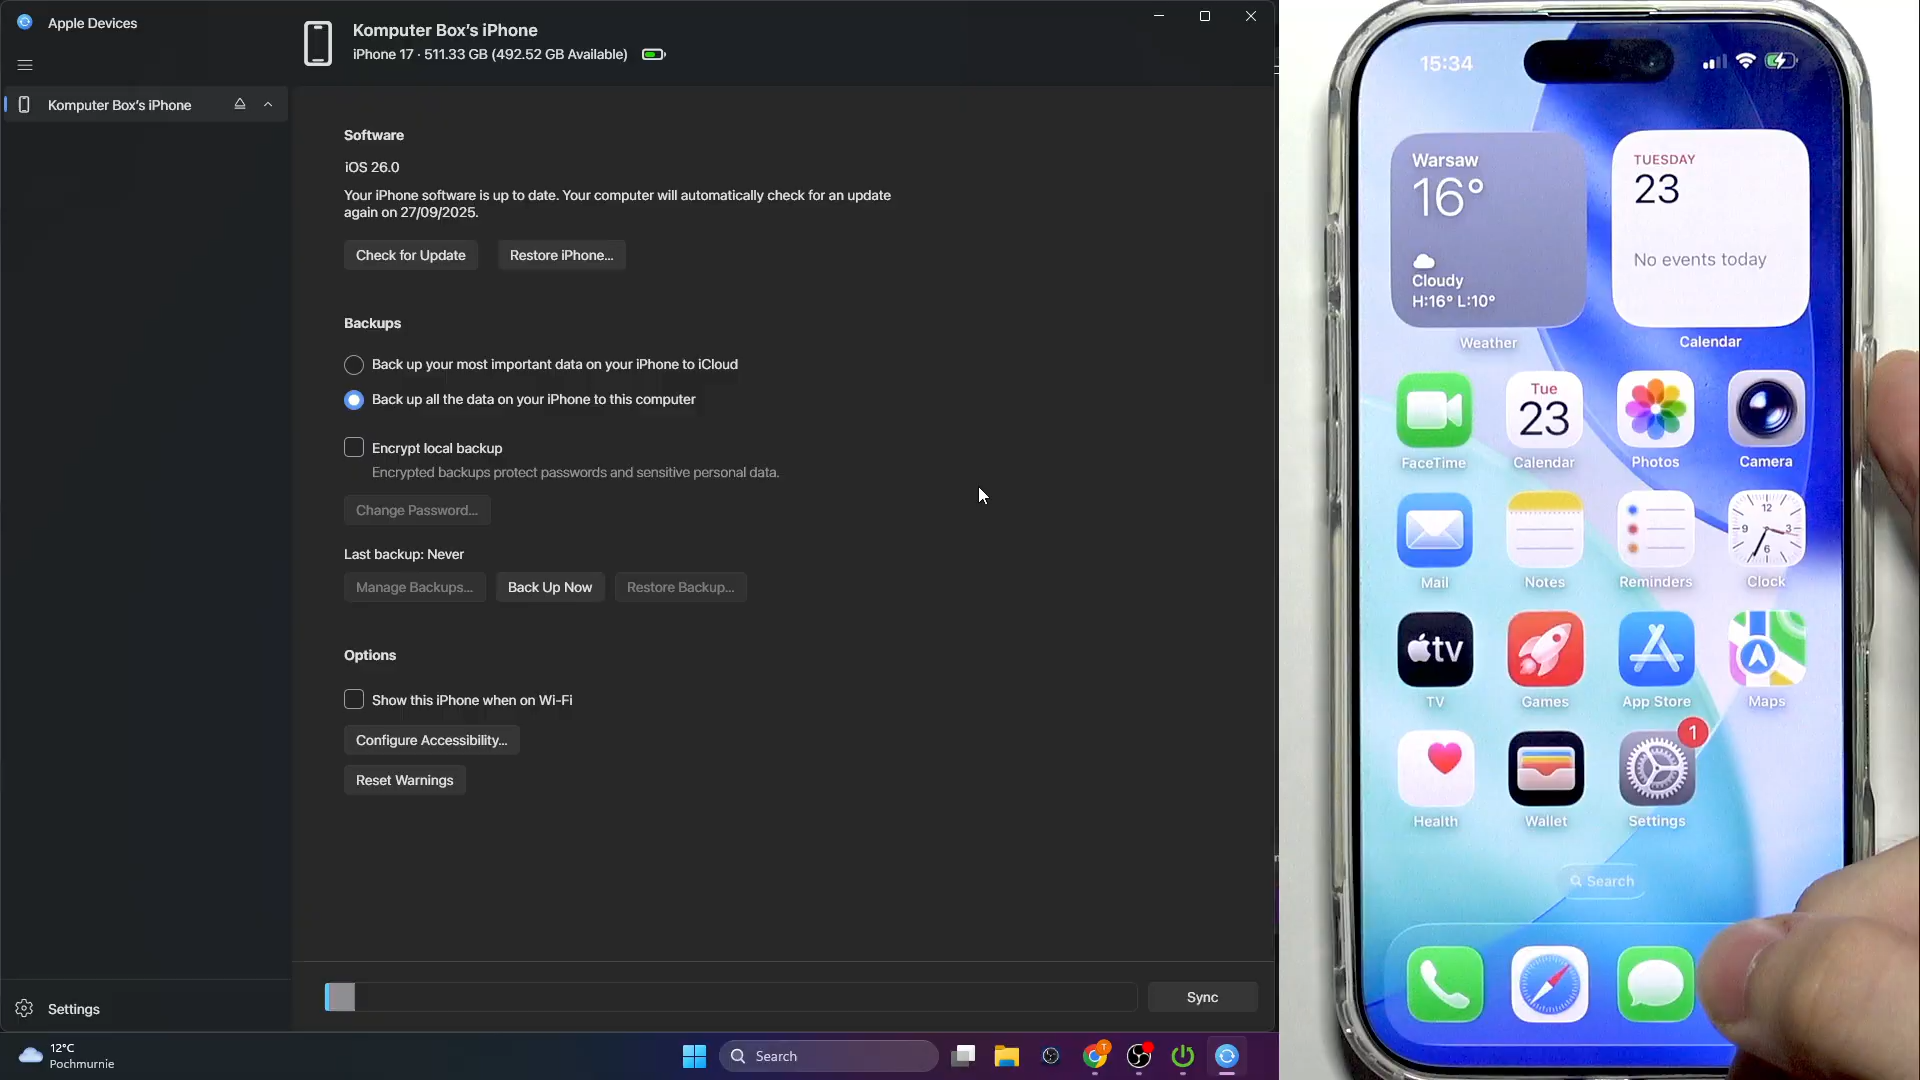 Apple Devices
Komputer Box's iPhone
iPhone 17 · 511.33 GB (492.52 GB Available)
Komputer Box's iPhone
Software
iOS 26.0
Your iPhone software is up to date. Your computer will automatically check for an update
again on 27/09/2025.
Check for Update
Restore iPhone...
Backups
Back up your most important data on your iPhone to iCloud
Back up all the data on your iPhone to this computer
Encrypt local backup
Encrypted backups protect passwords and sensitive personal data.
Change Password...
Last backup: Never
Manage Backups...
Back Up Now
Restore Backup...
Options
Show this iPhone when on Wi-Fi
Configure Accessibility...
Reset Warnings
Sync
Settings
12°C
Pochmurnie
Search
T
15:34
Warsaw
16°
Cloudy
H:16° L:10°
Weather
TUESDAY
23
No events today
Calendar
FaceTime
Tue
23
Calendar
Photos
Camera
Mail
Notes
Reminders
12
3
6
9
Clock
tv
TV
Games
App Store
Maps
Health
Wallet
1
Settings
Search